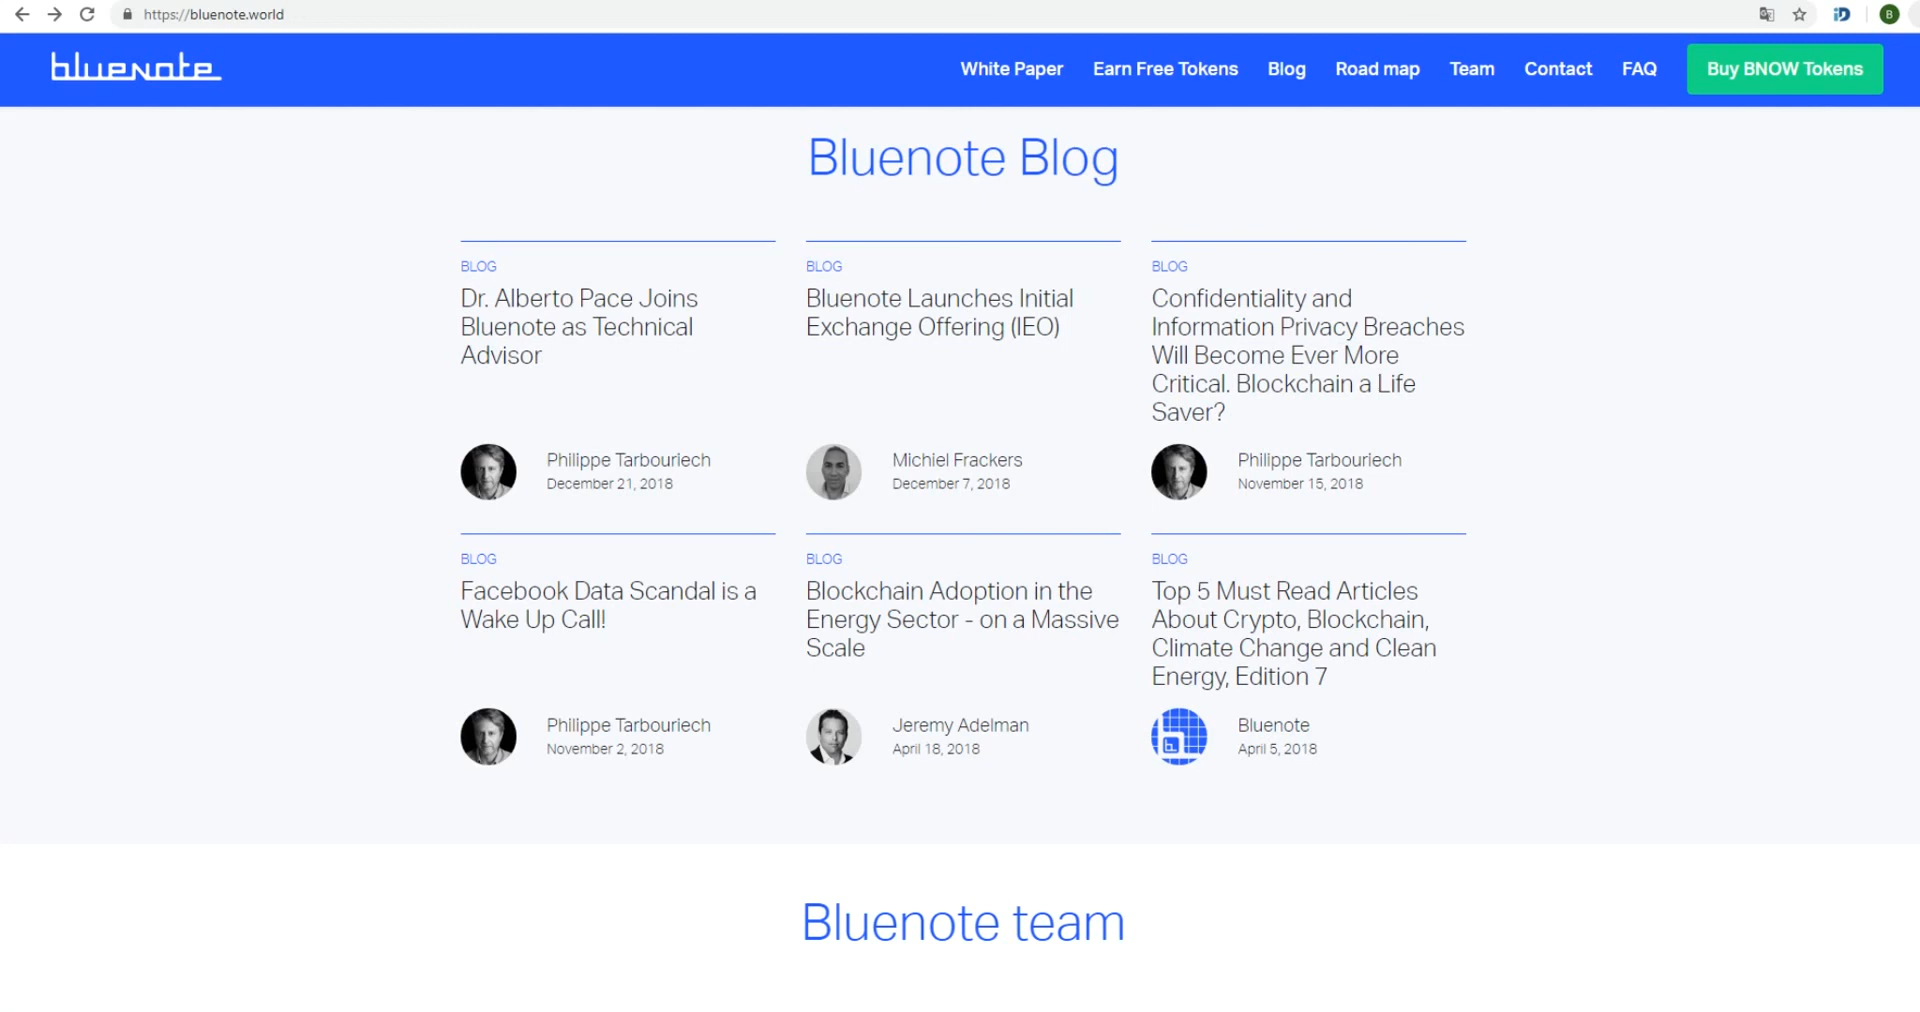 https://bluenote.world
B
bluenote
White Paper Earn Free Tokens Blog Road map Team Contact FAQ Buy BNOW Tokens
Bluenote Blog
BLOG
Dr. Alberto Pace Joins
Bluenote as Technical
Advisor
Philippe Tarbouriech
December 21, 2018
BLOG
Bluenote Launches Initial
Exchange Offering (IEO)
Michiel Frackers
December 7, 2018
BLOG
Confidentiality and
Information Privacy Breaches
Will Become Ever More
Critical. Blockchain a Life
Saver?
Philippe Tarbouriech
November 15, 2018
BLOG
Facebook Data Scandal is a
Wake Up Call!
Philippe Tarbouriech
November 2, 2018
BLOG
Blockchain Adoption in the
Energy Sector - on a Massive
Scale
Jeremy Adelman
April 18, 2018
BLOG
Top 5 Must Read Articles
About Crypto, Blockchain,
Climate Change and Clean
Energy, Edition 7
b.
Bluenote
April 5, 2018
Bluenote team